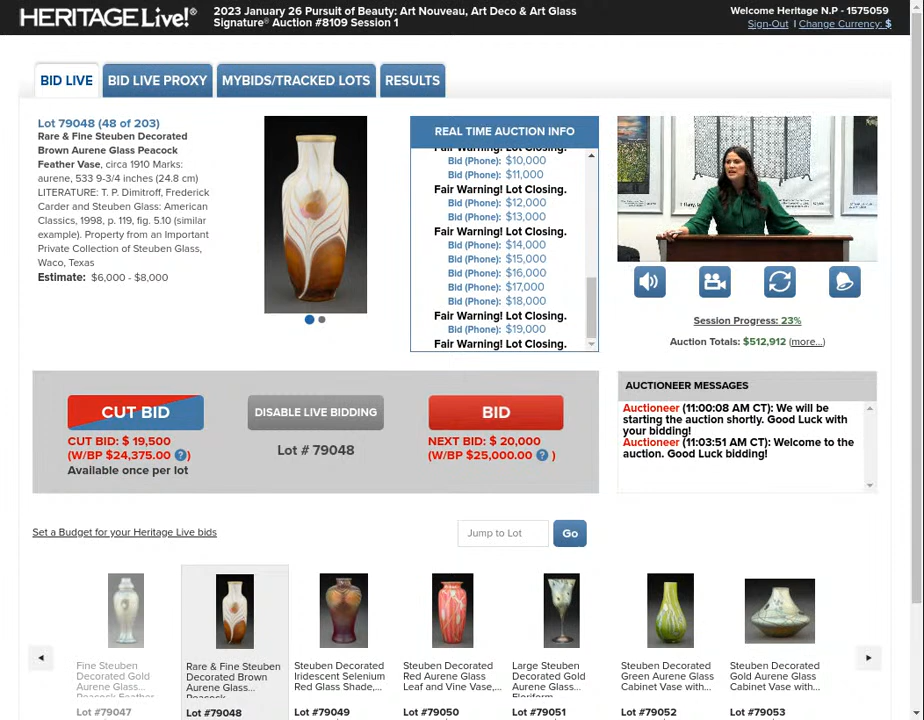 HERITAGE Live!®
2023 January 26 Pursuit of Beauty: Art Nouveau, Art Deco & Art Glass
Signature® Auction #8109 Session 1
Welcome Heritage N.P - 1575059
Sign-Out | Change Currency: $
BID LIVE
BID LIVE PROXY
MYBIDS/TRACKED LOTS
RESULTS
Lot 79048 (48 of 203)
Rare & Fine Steuben Decorated
Brown Aurene Glass Peacock
Feather Vase, circa 1910 Marks:
aurene, 533 9-3/4 inches (24.8 cm)
LITERATURE: T. P. Dimitroff, Frederick
Carder and Steuben Glass: American
Classics, 1998, p. 119, fig. 5.10 (similar
example). Property from an Important
Private Collection of Steuben Glass,
Waco, Texas
Estimate: $6,000 - $8,000
REAL TIME AUCTION INFO
Fair Warning! Lot Closing.
Bid (Phone): $10,000
Bid (Phone): $11,000
Fair Warning! Lot Closing.
Bid (Phone): $12,000
Bid (Phone): $13,000
Fair Warning! Lot Closing.
Bid (Phone): $14,000
Bid (Phone): $15,000
Bid (Phone): $16,000
Bid (Phone): $17,000
Bid (Phone): $18,000
Fair Warning! Lot Closing.
Bid (Phone): $19,000
Fair Warning! Lot Closing.
Session Progress: 23%
Auction Totals: $512,912 (more...)
CUT BID
CUT BID: $ 19,500
(W/BP $24,375.00 ?)
Available once per lot
DISABLE LIVE BIDDING
Lot # 79048
BID
NEXT BID: $ 20,000
(W/BP $25,000.00 ? )
AUCTIONEER MESSAGES
Auctioneer (11:00:08 AM CT): We will be
starting the auction shortly. Good Luck with
your bidding!
Auctioneer (11:03:51 AM CT): Welcome to the
auction. Good Luck bidding!
Set a Budget for your Heritage Live bids
Jump to Lot
Go
Fine Steuben
Decorated Gold
Aurene Glass...
Peacock Feather
Lot #79047
Rare & Fine Steuben
Decorated Brown
Aurene Glass...
Peacock
Lot #79048
Steuben Decorated
Iridescent Selenium
Red Glass Shade,...
Lot #79049
Steuben Decorated
Red Aurene Glass
Leaf and Vine Vase,...
Lot #79050
Large Steuben
Decorated Gold
Aurene Glass...
Floriform
Lot #79051
Steuben Decorated
Green Aurene Glass
Cabinet Vase with...
Lot #79052
Steuben Decorated
Gold Aurene Glass
Cabinet Vase with...
Lot #79053